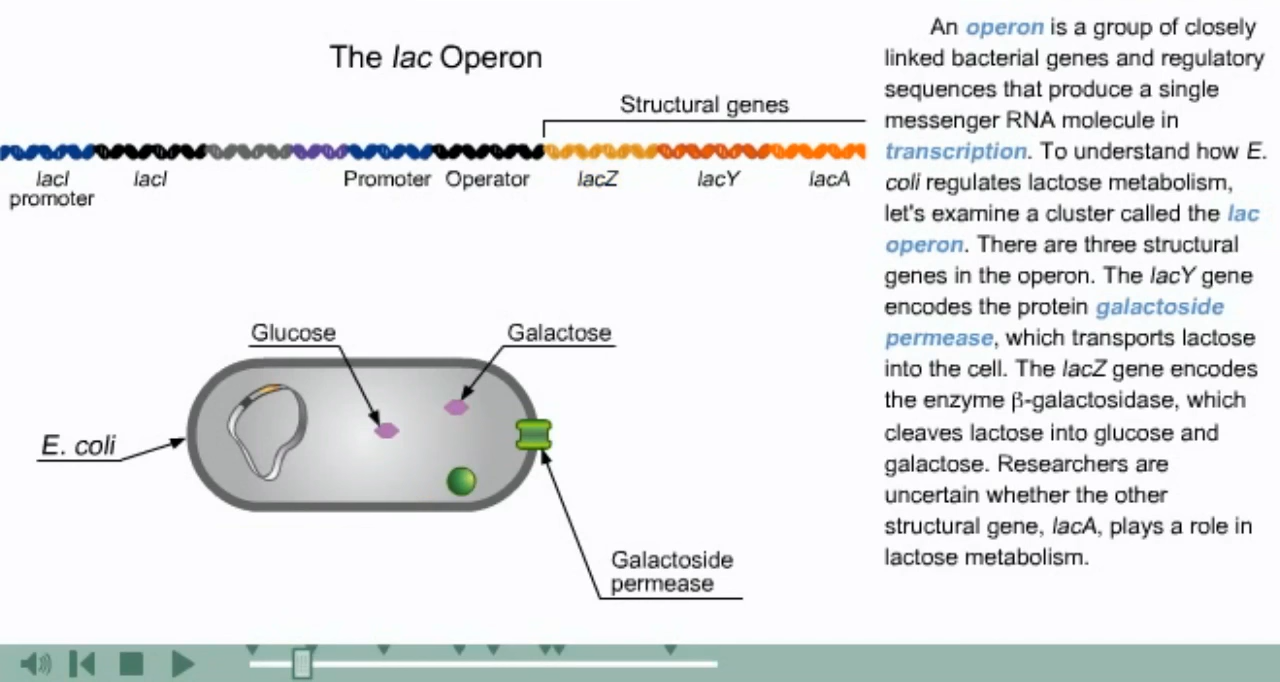 The lac Operon
Structural genes
lacI
promoter
lacI
Promoter
Operator
lacZ
lacY
lacA
Glucose
Galactose
E. coli
Galactoside
permease
An operon is a group of closely
linked bacterial genes and regulatory
sequences that produce a single
messenger RNA molecule in
transcription. To understand how E.
coli regulates lactose metabolism,
let's examine a cluster called the lac
operon. There are three structural
genes in the operon. The lacY gene
encodes the protein galactoside
permease, which transports lactose
into the cell. The lacZ gene encodes
the enzyme β-galactosidase, which
cleaves lactose into glucose and
galactose. Researchers are
uncertain whether the other
structural gene, lacA, plays a role in
lactose metabolism.